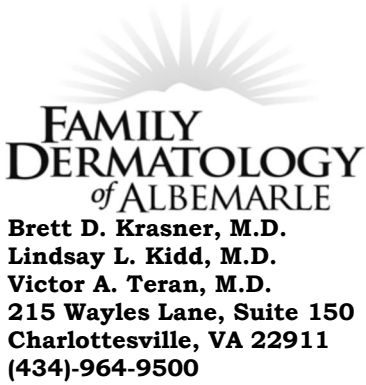 FAMILY
DERMATOLOGY
of ALBEMARLE
Brett D. Krasner, M.D.
Lindsay L. Kidd, M.D.
Victor A. Teran, M.D.
215 Wayles Lane, Suite 150
Charlottesville, VA 22911
(434)-964-9500